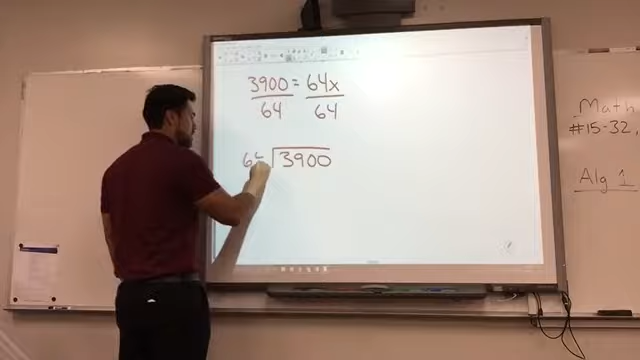 3900 = 64x
64 64
64 3900
Math
#15-32,
Alg 1